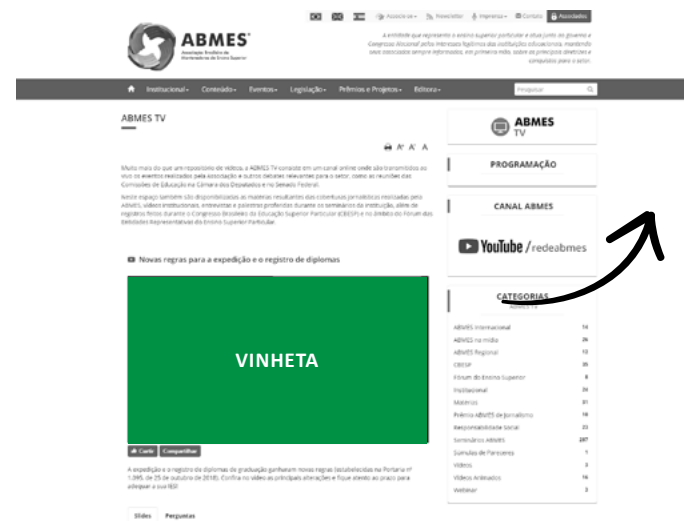 Associe-se
Newsletter
Imprensa
Contato
Associados
ABMES
Associação Brasileira de
Mantenedoras de Ensino Superior
A entidade que representa o ensino superior particular e atua junto ao governo e
Congresso Nacional pelos interesses legítimos das instituições educacionais, mantendo
seus associados sempre informados, em primeira mão, sobre as principais diretrizes e
conquistas para o setor.
Institucional
Conteúdo
Eventos
Legislação
Prêmios e Projetos
Editora
Pesquisar
ABMES TV
A+ A- A
Muito mais do que um repositório de vídeos, a ABMES TV consiste em um canal online onde são transmitidos ao
vivo os eventos realizados pela Associação e outros debates relevantes para o setor, como as reuniões das
Comissões de Educação na Câmara dos Deputados e no Senado Federal.
Neste espaço também são disponibilizadas as matérias resultantes das coberturas jornalísticas realizadas pela
ABMES, vídeos institucionais, entrevistas e palestras proferidas durante os seminários da instituição, além de
registros feitos durante o Congresso Brasileiro da Educação Superior Particular (CBESP) e no âmbito do Fórum das
Entidades Representativas do Ensino Superior Particular.
Novas regras para a expedição e o registro de diplomas
VINHETA
Curtir
Compartilhar
A expedição e o registro de diplomas de graduação ganharam novas regras (estabelecidas na Portaria nº
1.095, de 25 de outubro de 2018). Confira no vídeo as principais alterações e fique atento ao prazo para
adequar a sua IES!
Slides
Perguntas
ABMES
TV
PROGRAMAÇÃO
CANAL ABMES
YouTube /redeabmes
CATEGORIAS
ABMES TV
ABMES Internacional 14
ABMES na mídia 26
ABMES Regional 12
CBESP 35
Fórum do Ensino Superior 8
Institucional 24
Matérios 31
Prêmio ABMES de Jornalismo 10
Responsabilidade Social 23
Seminários ABMES 287
Súmulas de Pareceres 1
Vídeos 3
Vídeos Animados 16
Webinar 3